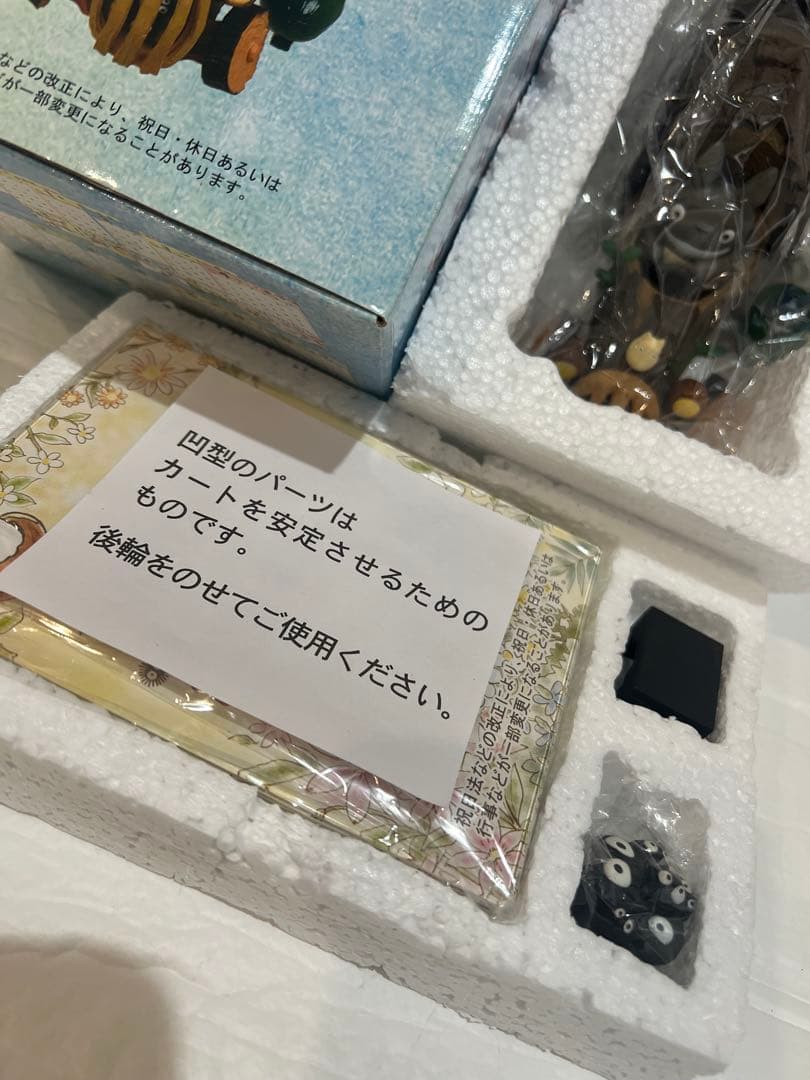 などの改正により、祝日・休日あるいは
が一部変更になることがあります。
凹型のパーツは
カートを安定させるための
ものです。
後輪をのせてご使用ください。
祝日法などの改正により、祝日・休日あるいは
行事などが一部変更になることがあります。